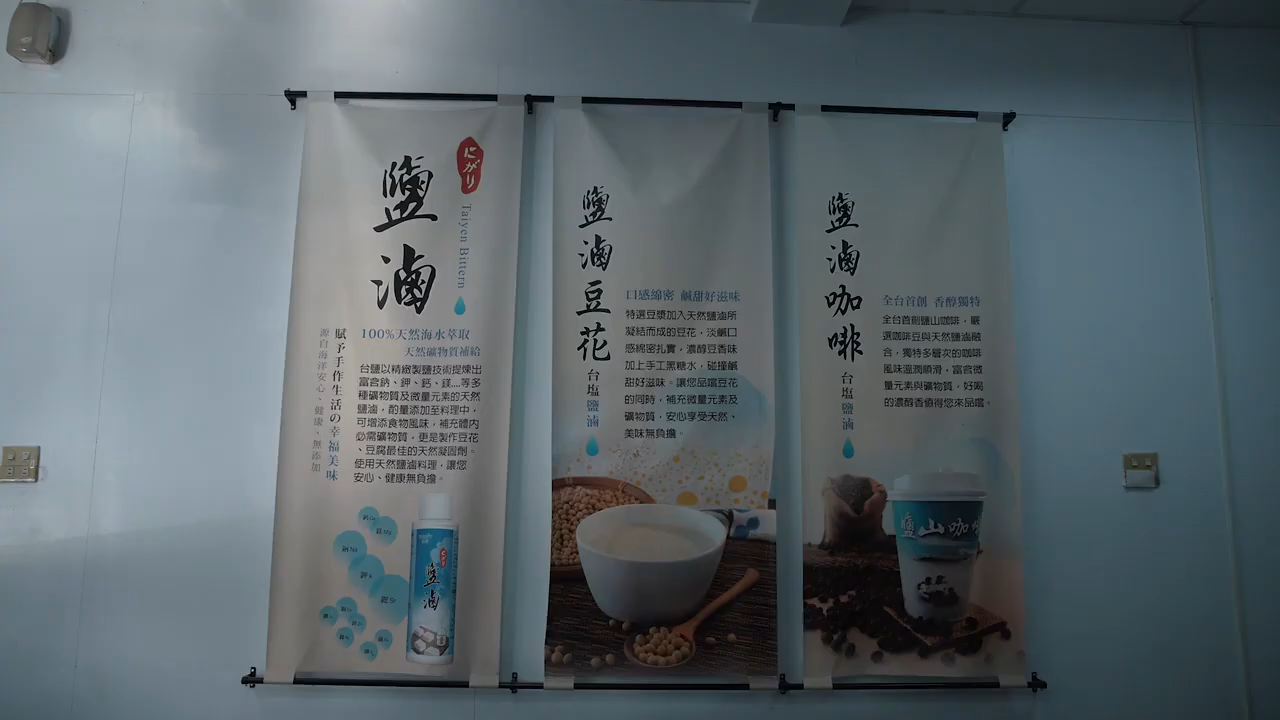 鹽滷
にがり
Taiyen Bittern
100%天然海水萃取
天然礦物質補給
賦予手作生活の幸福美味
源自海洋安心、健康、無添加
台鹽以精緻製鹽技術提煉出
富含鈉、鉀、鈣、鎂....等多
種礦物質及微量元素的天然
鹽滷，酌量添加至料理中，
可增添食物風味，補充體內
必需礦物質，更是製作豆花
、豆腐最佳的天然凝固劑。
使用天然鹽滷料理，讓您
安心、健康無負擔。
にがり
鹽滷
鹽滷豆花
台塩鹽滷
口感綿密 鹹甜好滋味
特選豆漿加入天然鹽滷所
凝結而成的豆花，淡鹹口
感綿密扎實，濃醇豆香味
加上手工黑糖水，碰撞鹹
甜好滋味。讓您品嚐豆花
的同時，補充微量元素及
礦物質，安心享受天然、
美味無負擔。
鹽滷咖啡
台塩鹽滷
全台首創 香醇獨特
全台首創鹽山咖啡，嚴
選咖啡豆與天然鹽滷融
合，獨特多層次的咖啡
風味溫潤順滑，富含微
量元素與礦物質，好喝
的濃醇香值得您來品嚐。
鹽山咖啡